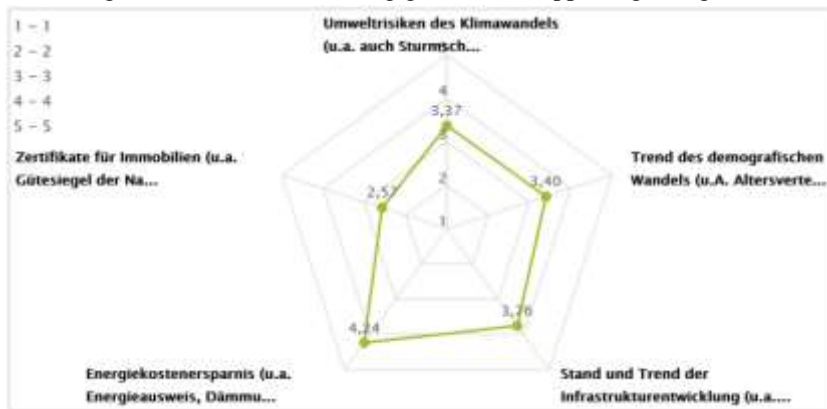 1 - 1
2 - 2
3 - 3
4 - 4
5 - 5
Umweltrisiken des Klimawandels
(u.a. auch Sturmsch...
4
3,37
3
2
1
Zertifikate für Immobilien (u.a.
Gütesiegel der Na...
2,57
Trend des demografischen
Wandels (u.A. Altersverte...
3,40
3,76
4,24
Energiekostenersparnis (u.a.
Energieausweis, Dämmu...
Stand und Trend der
Infrastrukturentwicklung (u.a....